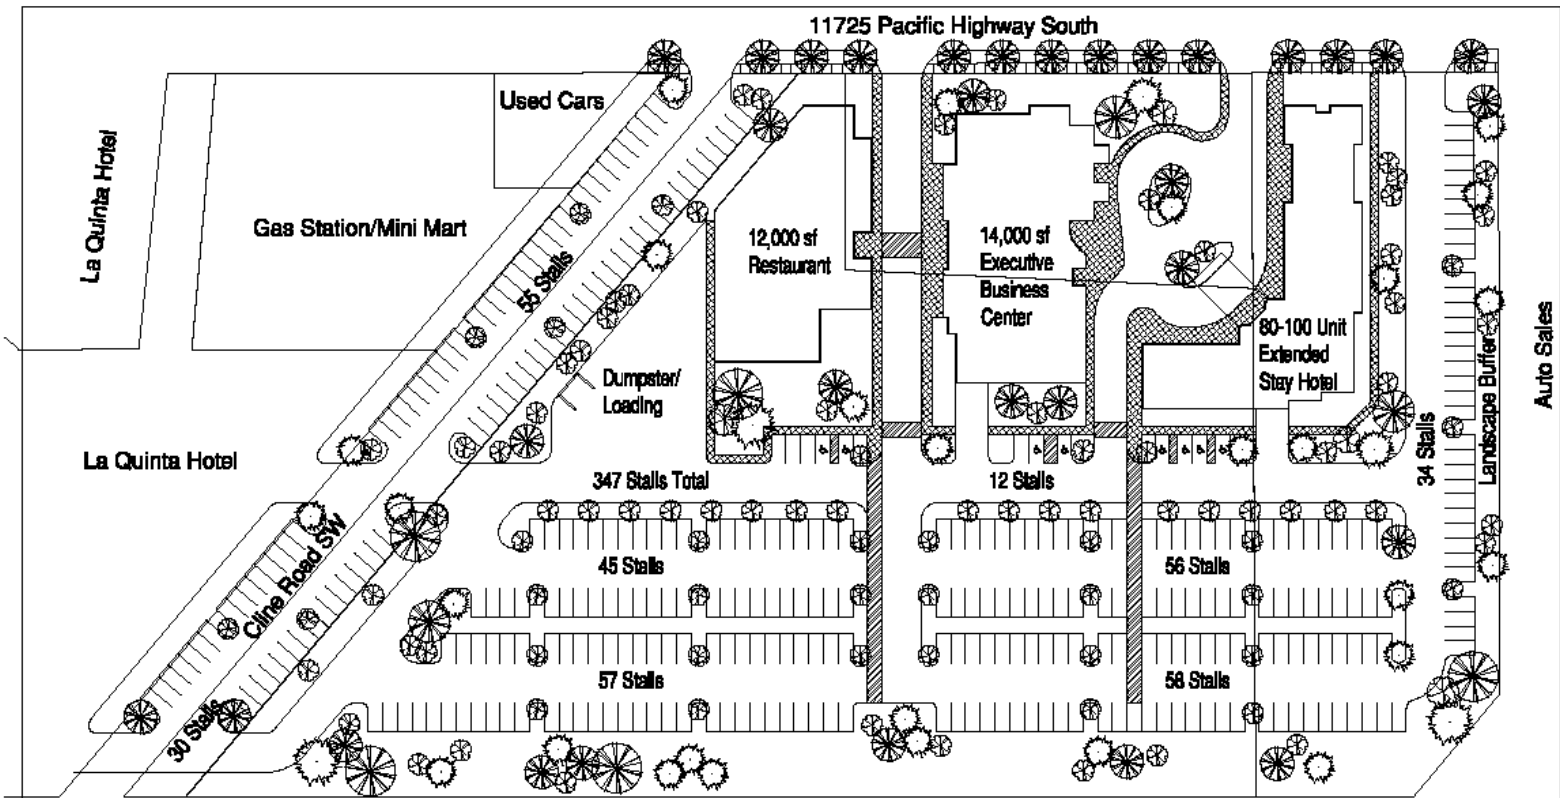 11725 Pacific Highway South
Used Cars
La Quinta Hotel
Gas Station/Mini Mart
55 Stalls
12,000 sf
Restaurant
14,000 sf
Executive
Business
Center
80-100 Unit
Extended
Stay Hotel
Auto Sales
Landscape Buffer
34 Stalls
Dumpster/
Loading
La Quinta Hotel
347 Stalls Total
12 Stalls
Cline Road SW
45 Stalls
56 Stalls
57 Stalls
58 Stalls
30 Stalls